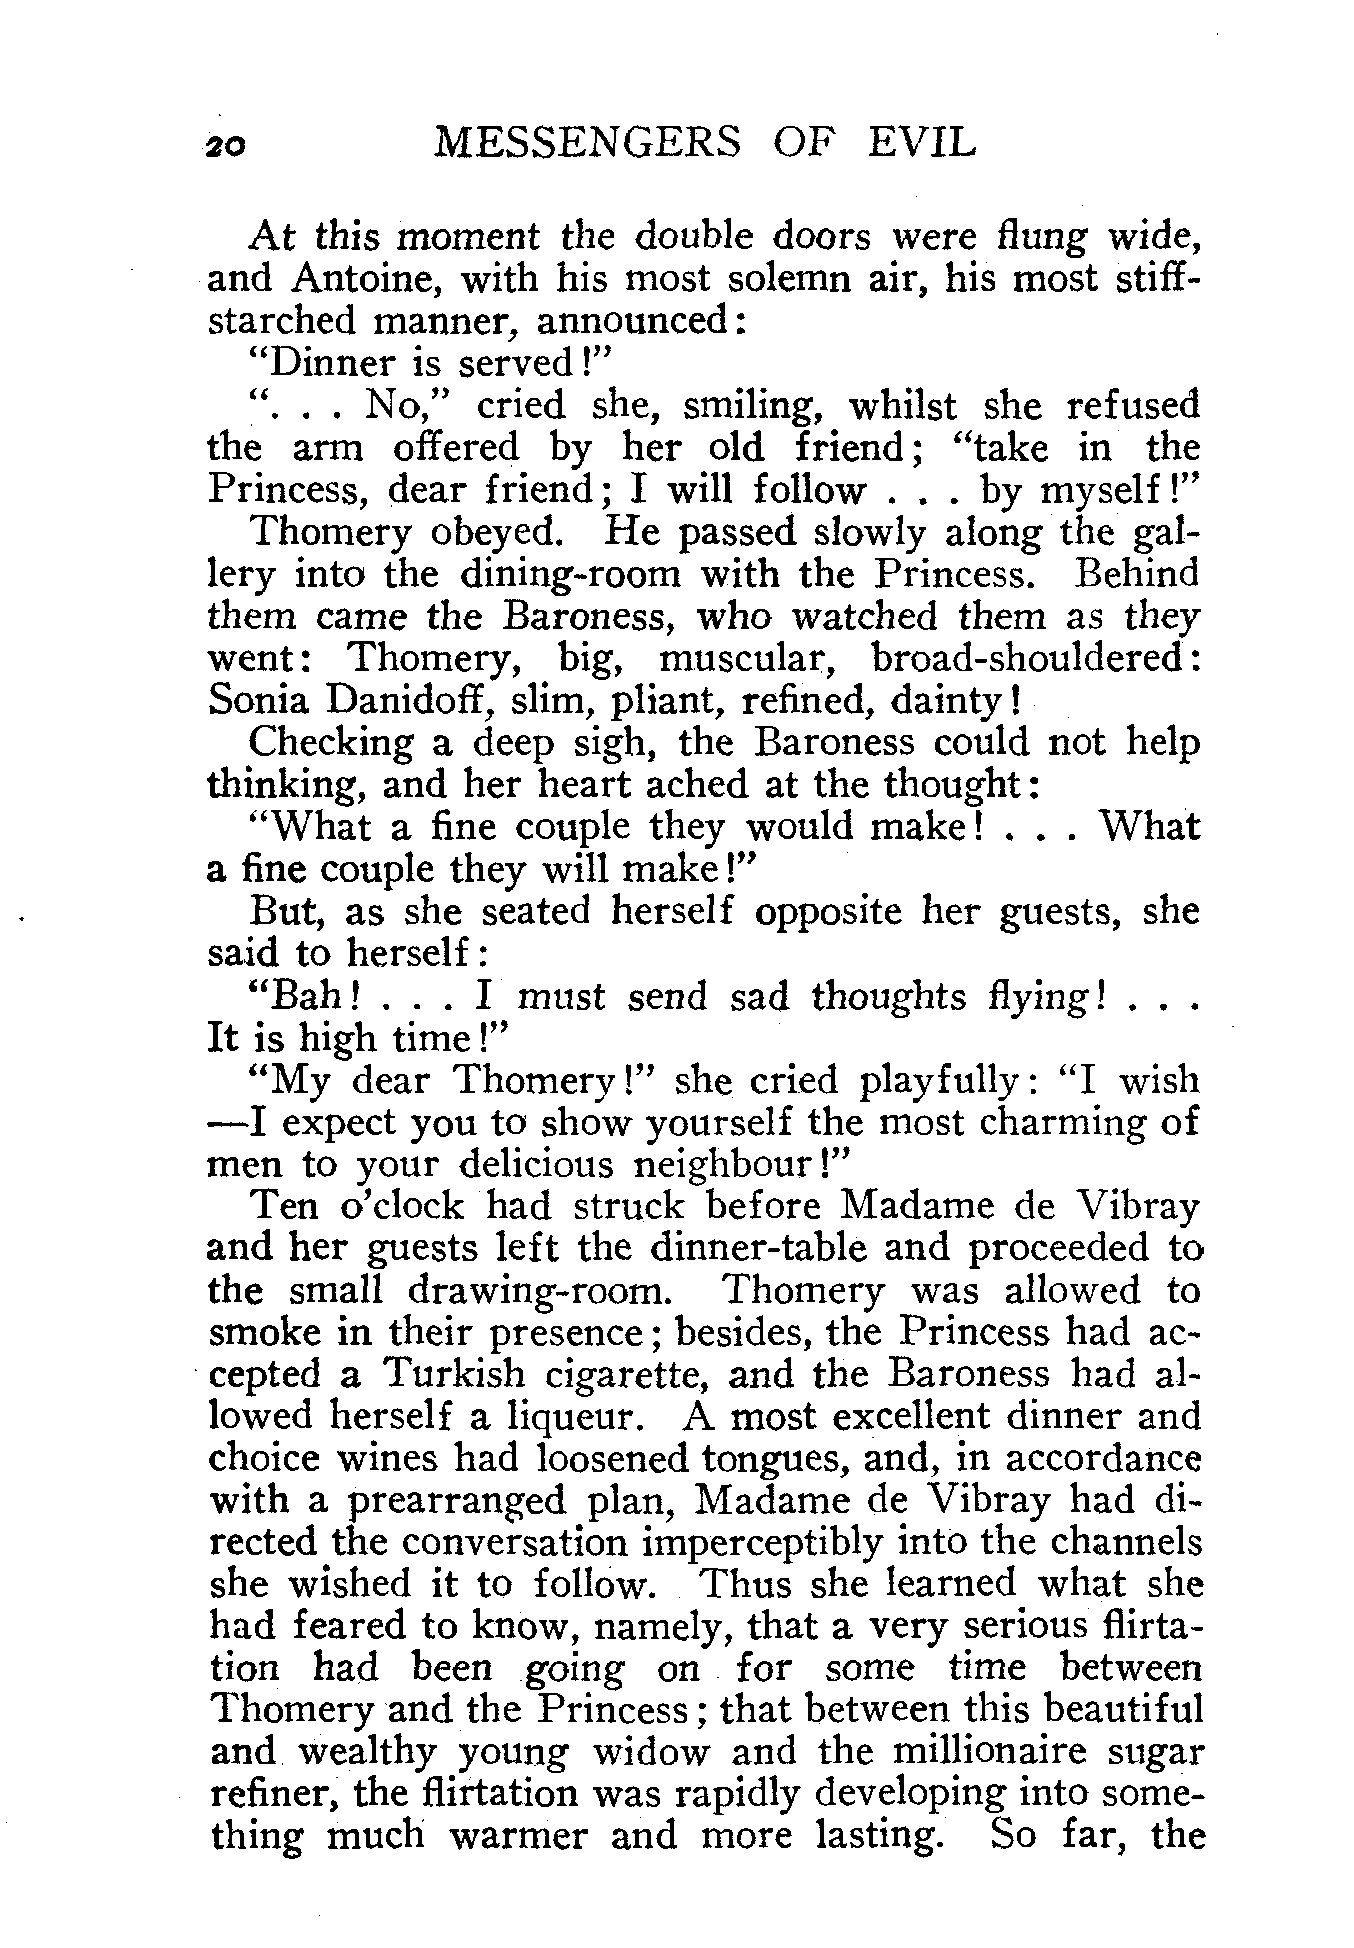 20 MESSENGERS OF EVIL
At this moment the double doors were flung wide,
and Antoine, with his most solemn air, his most stiff-
starched manner, announced:
“Dinner is served!”
“. . . No,” cried she, smiling, whilst she refused
the arm offered by her old friend; “take in the
Princess, dear friend; I will follow . . . by myself!”
Thomery obeyed. He passed slowly along the gal-
lery into the dining-room with the Princess. Behind
them came the Baroness, who watched them as they
went: Thomery, big, muscular, broad-shouldered:
Sonia Danidoff, slim, pliant, refined, dainty!
Checking a deep sigh, the Baroness could not help
thinking, and her heart ached at the thought:
“What a fine couple they would make! . . . What
a fine couple they will make!”
But, as she seated herself opposite her guests, she
said to herself:
“Bah! . . . I must send sad thoughts flying! . . .
It is high time!”
“My dear Thomery!” she cried playfully: “I wish
—I expect you to show yourself the most charming of
men to your delicious neighbour!”
Ten o’clock had struck before Madame de Vibray
and her guests left the dinner-table and proceeded to
the small drawing-room. Thomery was allowed to
smoke in their presence; besides, the Princess had ac-
cepted a Turkish cigarette, and the Baroness had al-
lowed herself a liqueur. A most excellent dinner and
choice wines had loosened tongues, and, in accordance
with a prearranged plan, Madame de Vibray had di-
rected the conversation imperceptibly into the channels
she wished it to follow. Thus she learned what she
had feared to know, namely, that a very serious flirta-
tion had been going on for some time between
Thomery and the Princess; that between this beautiful
and wealthy young widow and the millionaire sugar
refiner, the flirtation was rapidly developing into some-
thing much warmer and more lasting. So far, the